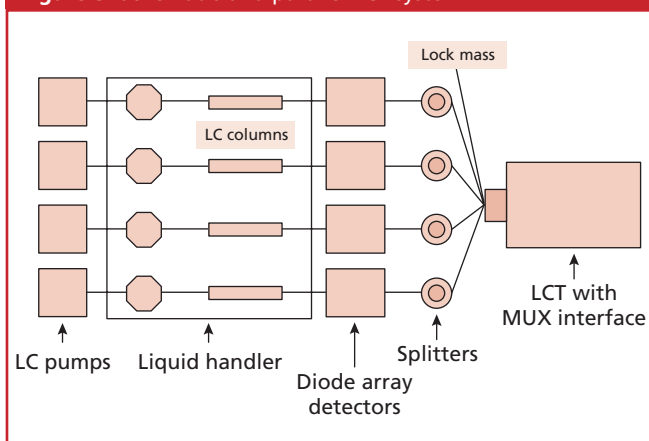 Lock mass
LC columns
LCT with
MUX interface
LC pumps
Liquid handler
Splitters
Diode array
detectors